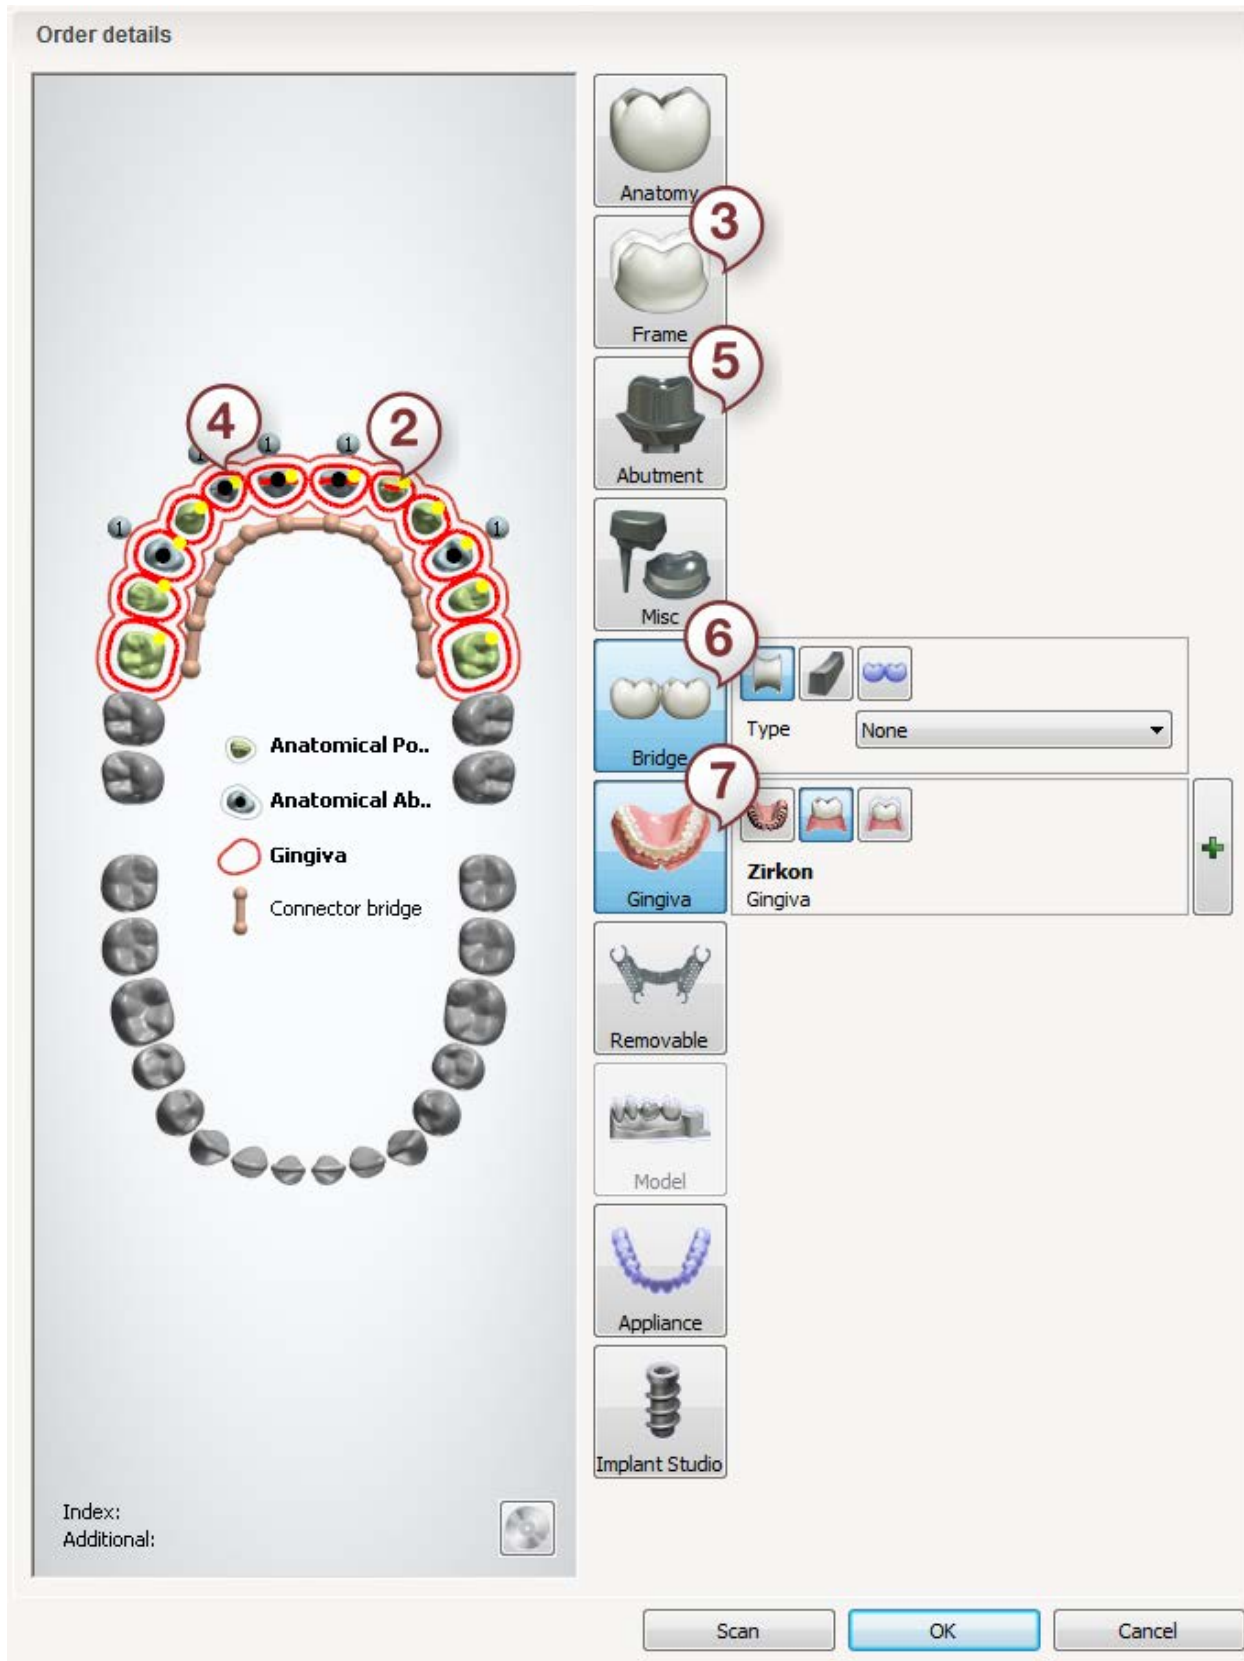 Order details
Anatomy
3
Frame
5
Abutment
4
2
1
1
1
1
1
Misc
6
Type
None
Bridge
Anatomical Po..
7
Anatomical Ab..
Gingiva
Zirkon
Gingiva
Gingiva
Connector bridge
Removable
Model
Appliance
Implant Studio
Index:
Additional:
Scan
OK
Cancel